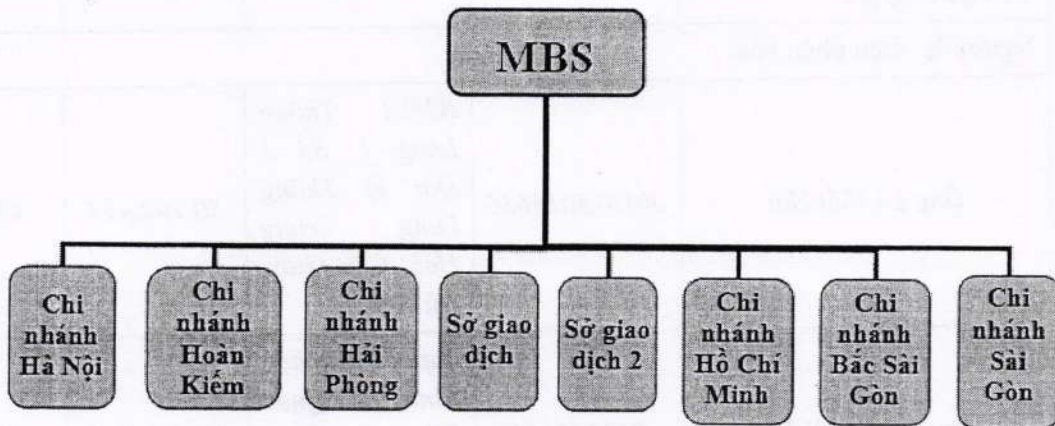 MBS
Chi
nhánh
Hà Nội
Chi
nhánh
Hoàn
Kiếm
Chi
nhánh
Hải
Phòng
Sở giao
dịch
Sở giao
dịch 2
Chi
nhánh
Hồ Chí
Minh
Chi
nhánh
Bắc Sài
Gòn
Chi
nhánh
Sài
Gòn